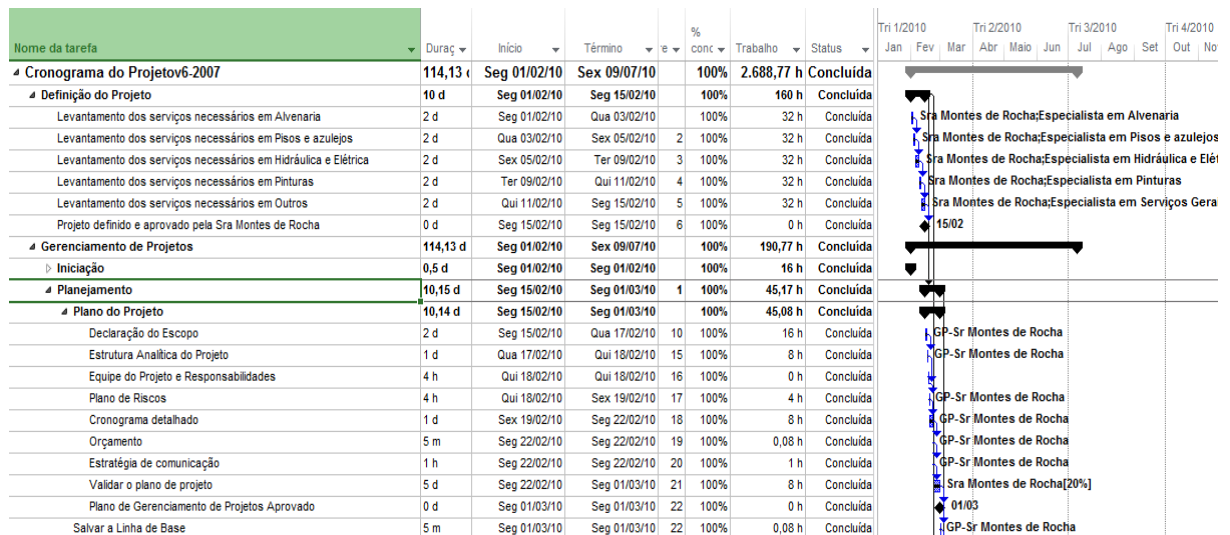 Tri 1/2010 Tri 2/2010 Tri 3/2010 Tri 4/2010
Nome da tarefa Duraç Início Término re % conc Trabalho Status Jan Fev Mar Abr Maio Jun Jul Ago Set Out No
Cronograma do Projetov6-2007 114,13 Seg 01/02/10 Sex 09/07/10 100% 2.688,77 h Concluída
Definição do Projeto 10 d Seg 01/02/10 Seg 15/02/10 100% 160 h Concluída
Levantamento dos serviços necessários em Alvenaria 2 d Seg 01/02/10 Qua 03/02/10 100% 32 h Concluída Sra Montes de Rocha;Especialista em Alvenaria
Levantamento dos serviços necessários em Pisos e azulejos 2 d Qua 03/02/10 Sex 05/02/10 2 100% 32 h Concluída Sra Montes de Rocha;Especialista em Pisos e azulejos
Levantamento dos serviços necessários em Hidráulica e Elétrica 2 d Sex 05/02/10 Ter 09/02/10 3 100% 32 h Concluída Sra Montes de Rocha;Especialista em Hidráulica e Elét
Levantamento dos serviços necessários em Pinturas 2 d Ter 09/02/10 Qui 11/02/10 4 100% 32 h Concluída Sra Montes de Rocha;Especialista em Pinturas
Levantamento dos serviços necessários em Outros 2 d Qui 11/02/10 Seg 15/02/10 5 100% 32 h Concluída Sra Montes de Rocha;Especialista em Serviços Gera
Projeto definido e aprovado pela Sra Montes de Rocha 0 d Seg 15/02/10 Seg 15/02/10 6 100% 0 h Concluída 15/02
Gerenciamento de Projetos 114,13 d Seg 01/02/10 Sex 09/07/10 100% 190,77 h Concluída
Iniciação 0,5 d Seg 01/02/10 Seg 01/02/10 100% 16 h Concluída
Planejamento 10,15 d Seg 15/02/10 Seg 01/03/10 1 100% 45,17 h Concluída
Plano do Projeto 10,14 d Seg 15/02/10 Seg 01/03/10 100% 45,08 h Concluída
Declaração do Escopo 2 d Seg 15/02/10 Qua 17/02/10 10 100% 16 h Concluída GP-Sr Montes de Rocha
Estrutura Analítica do Projeto 1 d Qua 17/02/10 Qui 18/02/10 15 100% 8 h Concluída GP-Sr Montes de Rocha
Equipe do Projeto e Responsabilidades 4 h Qui 18/02/10 Qui 18/02/10 16 100% 0 h Concluída
Plano de Riscos 4 h Qui 18/02/10 Sex 19/02/10 17 100% 4 h Concluída GP-Sr Montes de Rocha
Cronograma detalhado 1 d Sex 19/02/10 Seg 22/02/10 18 100% 8 h Concluída GP-Sr Montes de Rocha
Orçamento 5 m Seg 22/02/10 Seg 22/02/10 19 100% 0,08 h Concluída GP-Sr Montes de Rocha
Estratégia de comunicação 1 h Seg 22/02/10 Seg 22/02/10 20 100% 1 h Concluída GP-Sr Montes de Rocha
Validar o plano de projeto 5 d Seg 22/02/10 Seg 01/03/10 21 100% 8 h Concluída Sra Montes de Rocha[20%]
Plano de Gerenciamento de Projetos Aprovado 0 d Seg 01/03/10 Seg 01/03/10 22 100% 0 h Concluída 01/03
Salvar a Linha de Base 5 m Seg 01/03/10 Seg 01/03/10 22 100% 0,08 h Concluída GP-Sr Montes de Rocha